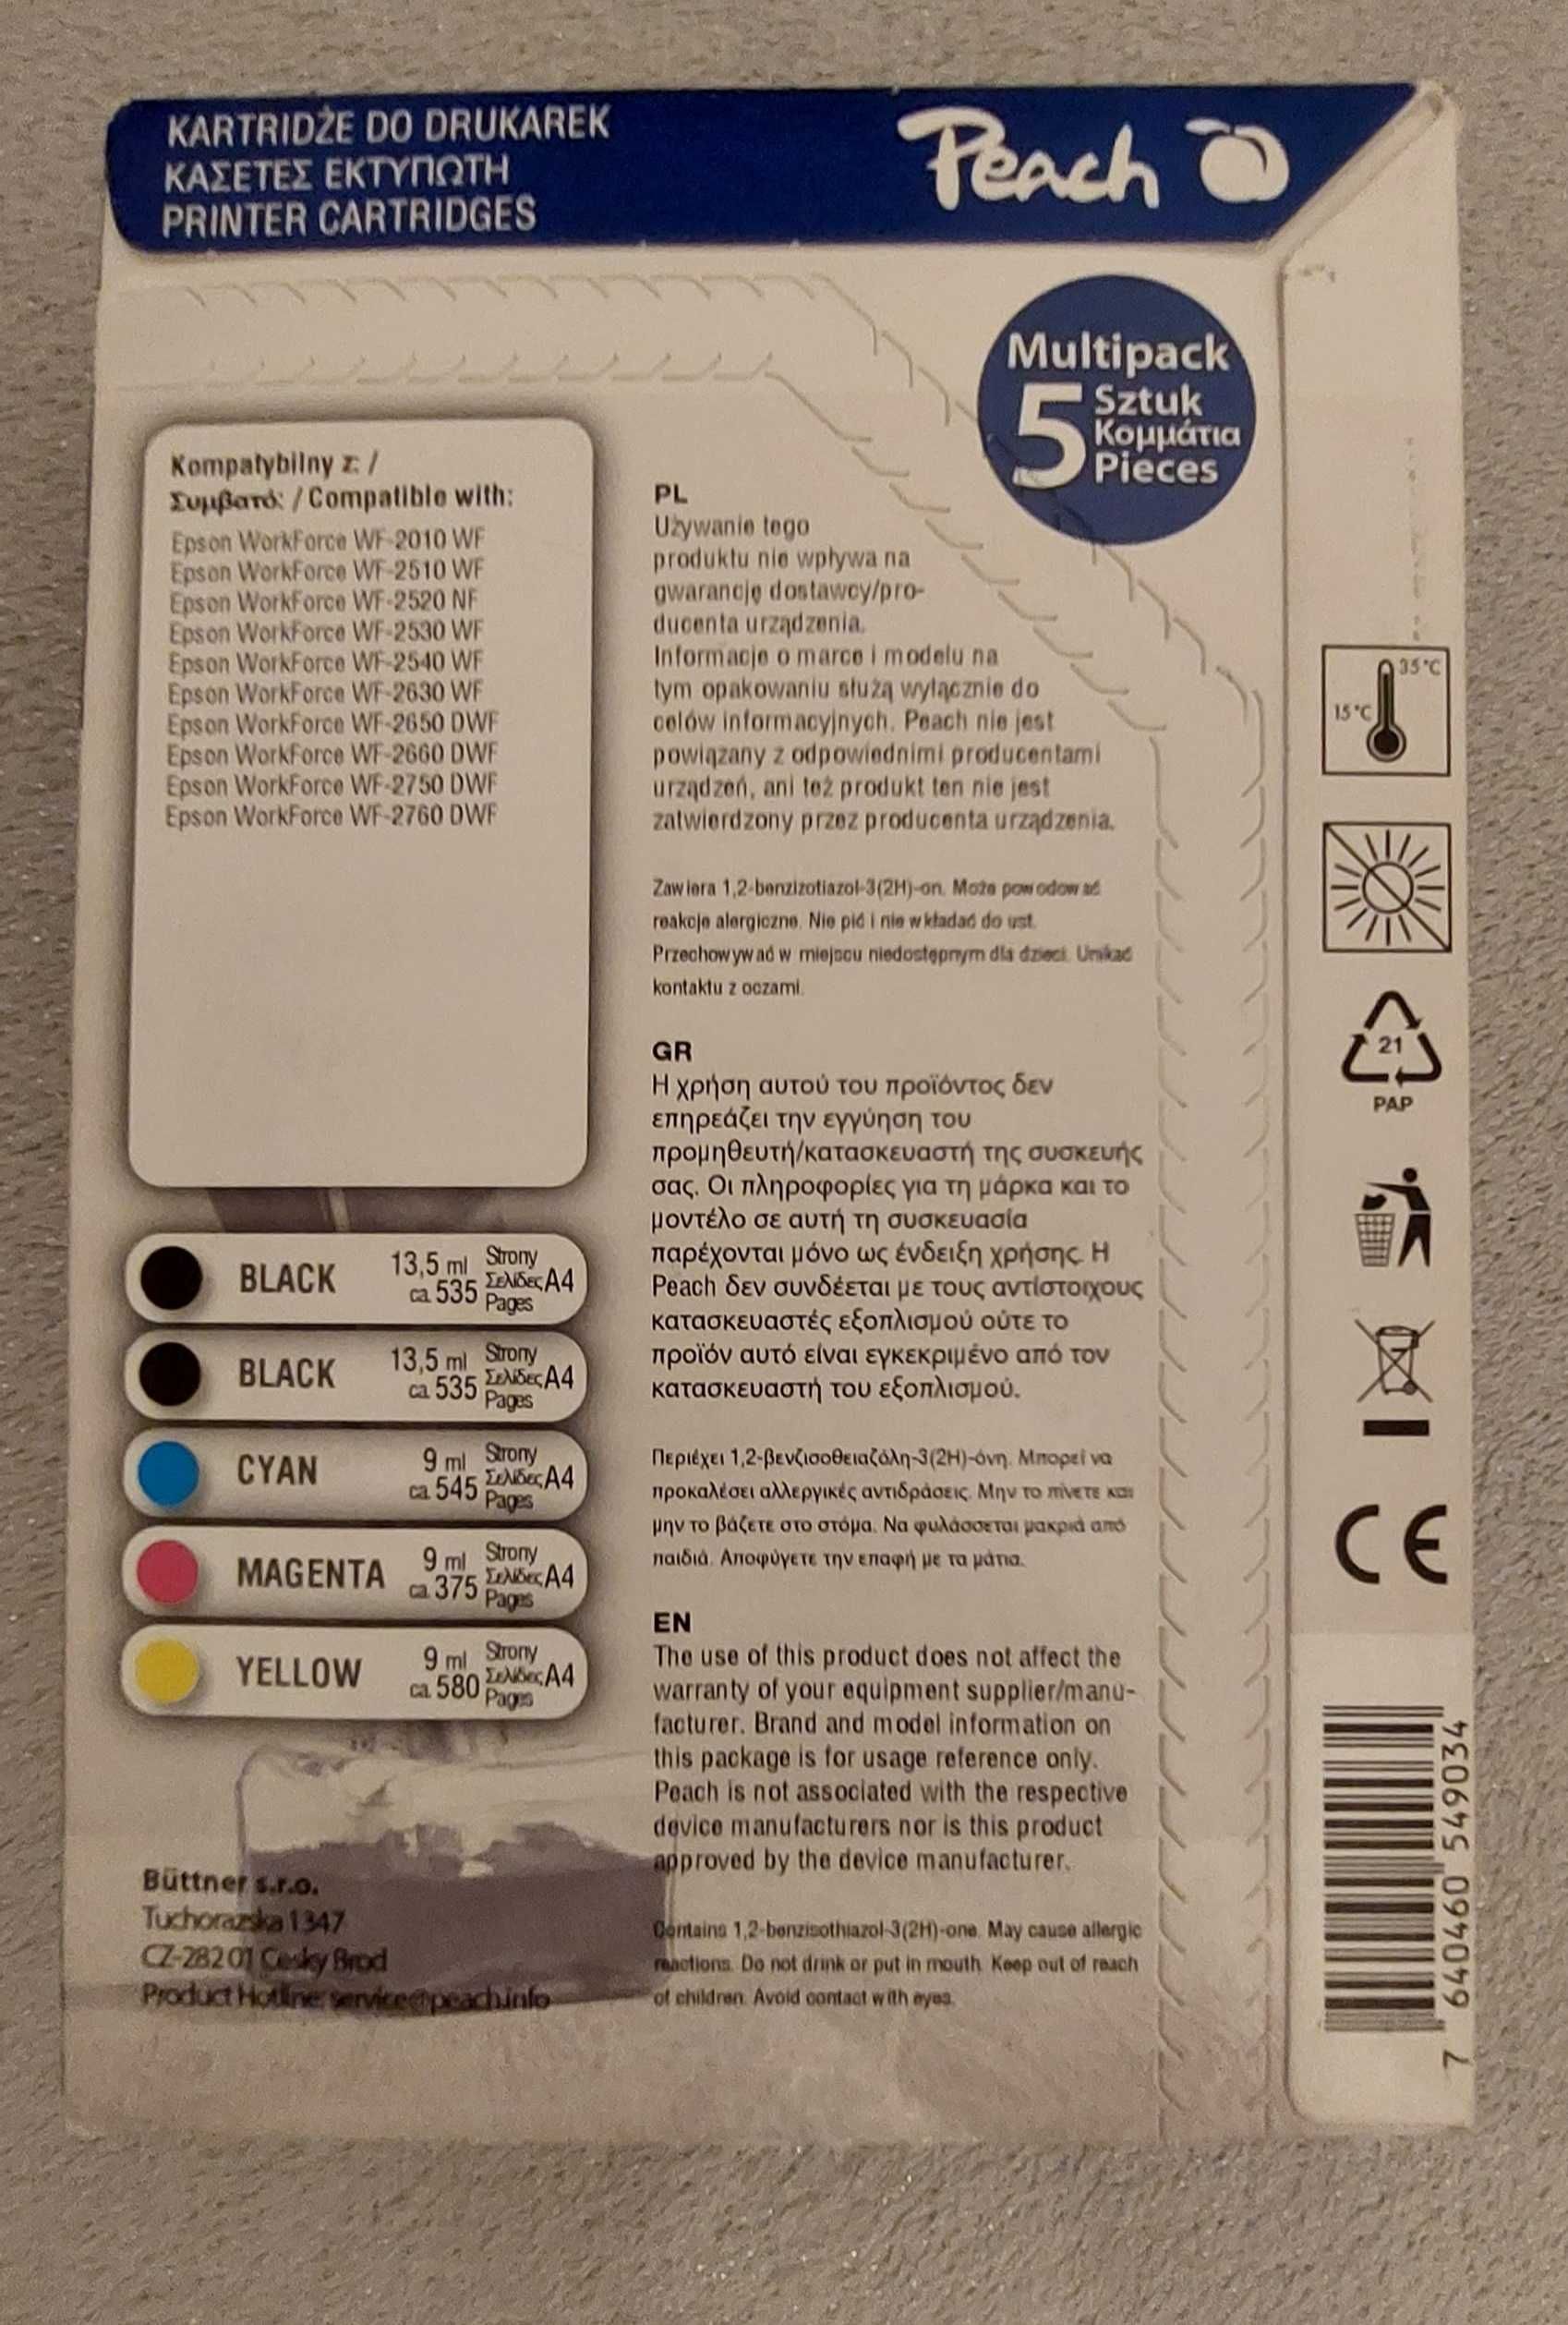 KARTRIDŻE DO DRUKAREK
ΚΑΣΕΤΕΣ ΕΚΤΥΠΩΤΗ
PRINTER CARTRIDGES
Peach
Multipack
5
Sztuk
Κομμάτια
Pieces
Kompatybilny z: /
Συμβατό: / Compatible with:
Epson WorkForce WF-2010 WF
Epson WorkForce WF-2510 WF
Epson WorkForce WF-2520 NF
Epson WorkForce WF-2530 WF
Epson WorkForce WF-2540 WF
Epson WorkForce WF-2630 WF
Epson WorkForce WF-2650 DWF
Epson WorkForce WF-2660 DWF
Epson WorkForce WF-2750 DWF
Epson WorkForce WF-2760 DWF
BLACK 13,5 ml ca. 535 Strony Σελίδες Pages A4
BLACK 13,5 ml ca. 535 Strony Σελίδες Pages A4
CYAN 9 ml ca. 545 Strony Σελίδες Pages A4
MAGENTA 9 ml ca. 375 Strony Σελίδες Pages A4
YELLOW 9 ml ca. 580 Strony Σελίδες Pages A4
Büttner s.r.o.
Tuchorazska 1347
CZ-282 01 Cesky Brod
Product Hotline: service@peach.info
PL
Używanie tego
produktu nie wpływa na
gwarancję dostawcy/pro-
ducenta urządzenia.
Informacje o marce i modelu na
tym opakowaniu służą wyłącznie do
celów informacyjnych. Peach nie jest
powiązany z odpowiednimi producentami
urządzeń, ani też produkt ten nie jest
zatwierdzony przez producenta urządzenia.
Zawiera 1,2-benzizotiazol-3(2H)-on. Może powodować
reakcje alergiczne. Nie pić i nie wkładać do ust.
Przechowywać w miejscu niedostępnym dla dzieci. Unikać
kontaktu z oczami.
GR
Η χρήση αυτού του προϊόντος δεν
επηρεάζει την εγγύηση του
προμηθευτή/κατασκευαστή της συσκευής
σας. Οι πληροφορίες για τη μάρκα και το
μοντέλο σε αυτή τη συσκευασία
παρέχονται μόνο ως ένδειξη χρήσης. Η
Peach δεν συνδέεται με τους αντίστοιχους
κατασκευαστές εξοπλισμού ούτε το
προϊόν αυτό είναι εγκεκριμένο από τον
κατασκευαστή του εξοπλισμού.
Περιέχει 1,2-βενζισοθειαζόλη-3(2H)-όνη. Μπορεί να
προκαλέσει αλλεργικές αντιδράσεις. Μην το πίνετε και
μην το βάζετε στο στόμα. Να φυλάσσεται μακριά από
παιδιά. Αποφύγετε την επαφή με τα μάτια.
EN
The use of this product does not affect the
warranty of your equipment supplier/manu-
facturer. Brand and model information on
this package is for usage reference only.
Peach is not associated with the respective
device manufacturers nor is this product
approved by the device manufacturer.
Contains 1,2-benzisothiazol-3(2H)-one. May cause allergic
reactions. Do not drink or put in mouth. Keep out of reach
of children. Avoid contact with eyes.
35°C
15°C
21
PAP
CE
7 640460 549034